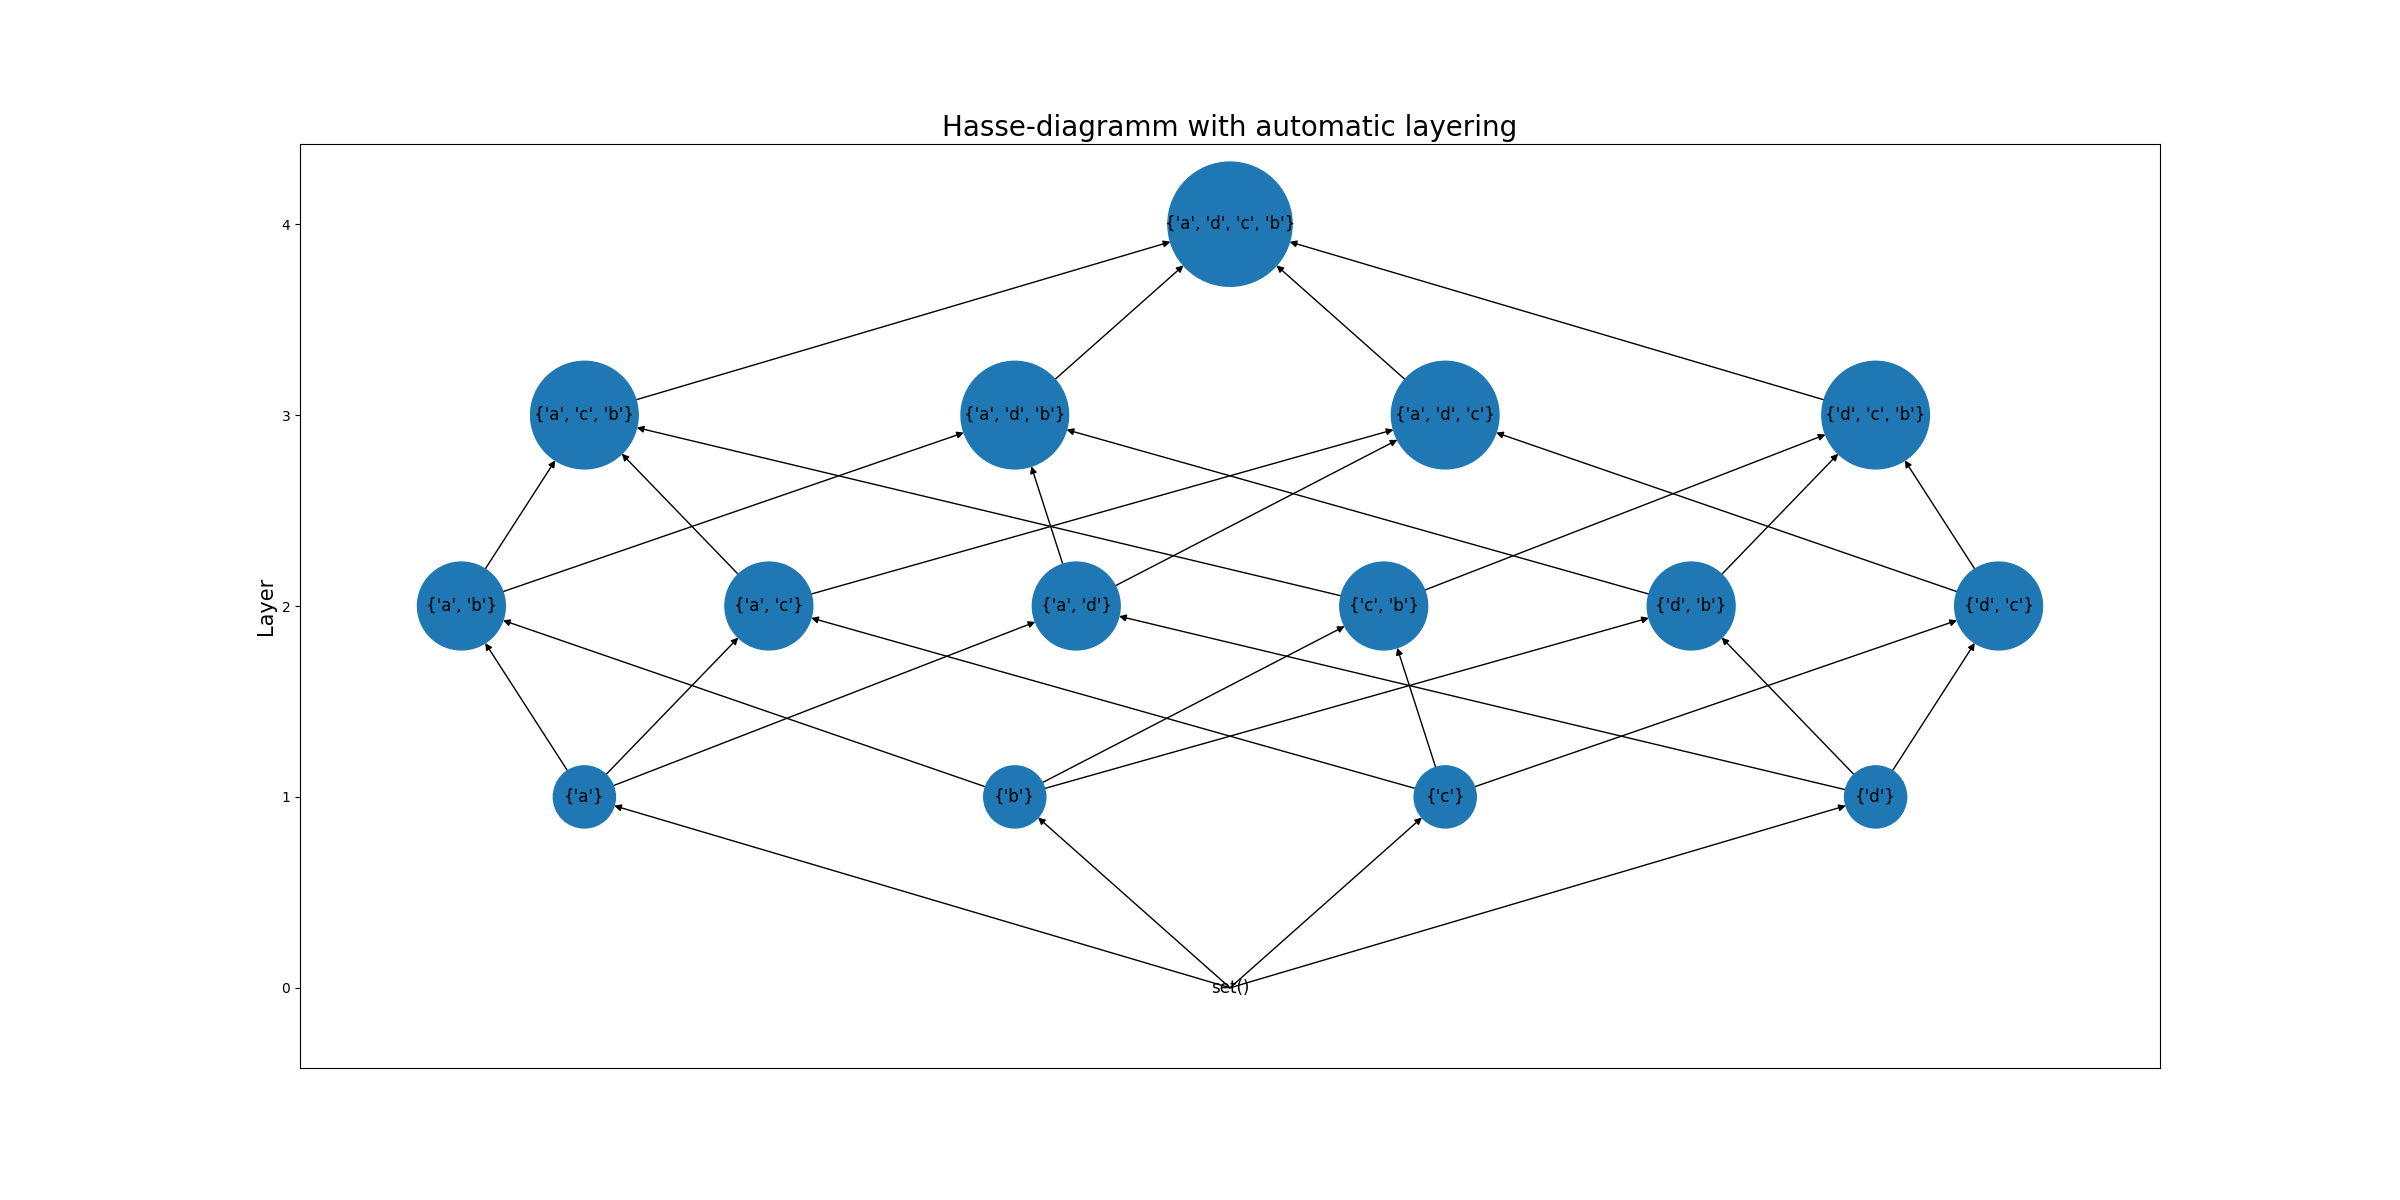 Hasse-diagramm with automatic layering
4
{'a', 'd', 'c', 'b'}
3
{'a', 'c', 'b'}
{'a', 'd', 'b'}
{'a', 'd', 'c'}
{'d', 'c', 'b'}
Layer
2
{'a', 'b'}
{'a', 'c'}
{'a', 'd'}
{'c', 'b'}
{'d', 'b'}
{'d', 'c'}
1
{'a'}
{'b'}
{'c'}
{'d'}
0
set()